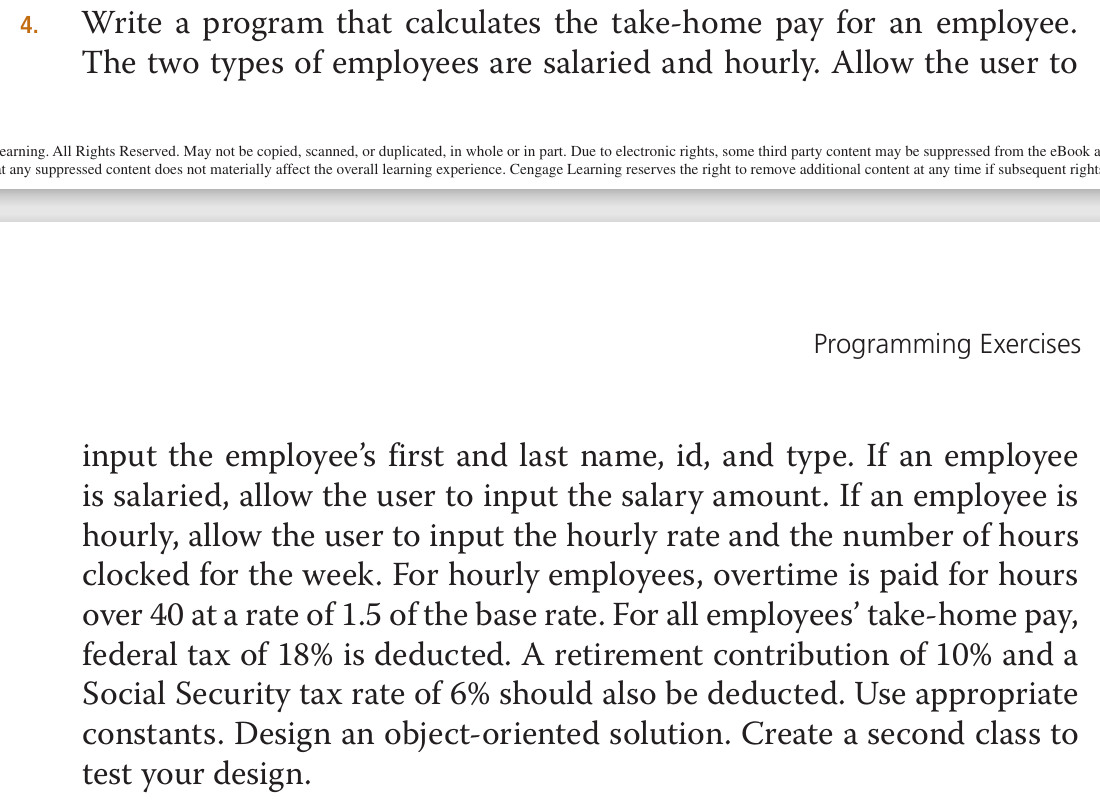 4. Write a program that calculates the take-home pay for an employee.
The two types of employees are salaried and hourly. Allow the user to
earning. All Rights Reserved. May not be copied, scanned, or duplicated, in whole or in part. Due to electronic rights, some third party content may be suppressed from the eBook a
t any suppressed content does not materially affect the overall learning experience. Cengage Learning reserves the right to remove additional content at any time if subsequent rights
Programming Exercises
input the employee’s first and last name, id, and type. If an employee
is salaried, allow the user to input the salary amount. If an employee is
hourly, allow the user to input the hourly rate and the number of hours
clocked for the week. For hourly employees, overtime is paid for hours
over 40 at a rate of 1.5 of the base rate. For all employees’ take-home pay,
federal tax of 18% is deducted. A retirement contribution of 10% and a
Social Security tax rate of 6% should also be deducted. Use appropriate
constants. Design an object-oriented solution. Create a second class to
test your design.